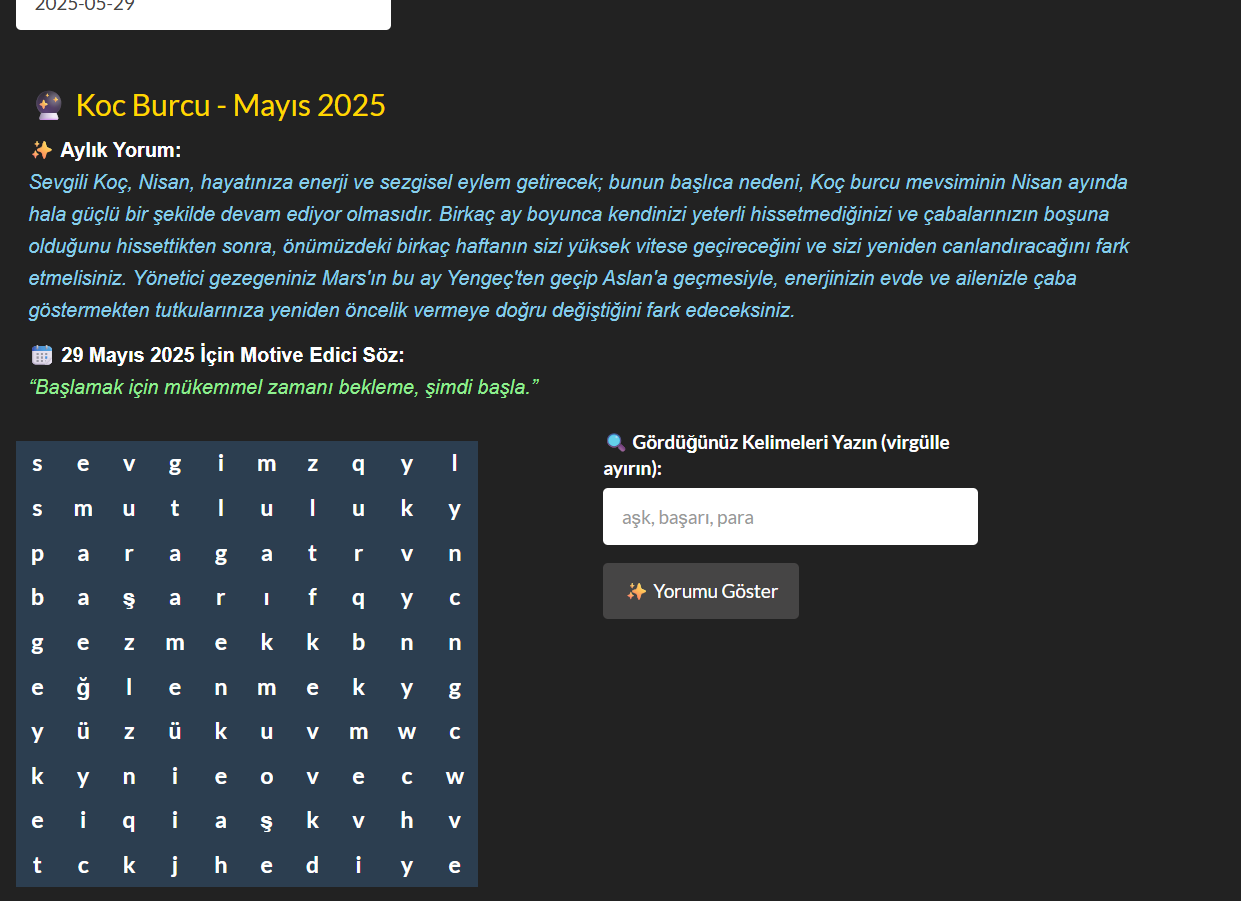 2025-05-29
🔮 Koc Burcu - Mayıs 2025
✨ Aylık Yorum:
Sevgili Koç, Nisan, hayatınıza enerji ve sezgisel eylem getirecek; bunun başlıca nedeni, Koç burcu mevsiminin Nisan ayında
hala güçlü bir şekilde devam ediyor olmasıdır. Birkaç ay boyunca kendinizi yeterli hissetmediğinizi ve çabalarınızın boşuna
olduğunu hissettikten sonra, önümüzdeki birkaç haftanın sizi yüksek vitese geçireceğini ve sizi yeniden canlandıracağını fark
etmelisiniz. Yönetici gezegeniniz Mars'ın bu ay Yengeç'ten geçip Aslan'a geçmesiyle, enerjinizin evde ve ailenizle çaba
göstermekten tutkularınıza yeniden öncelik vermeye doğru değiştiğini fark edeceksiniz.
📅 29 Mayıs 2025 İçin Motive Edici Söz:
“Başlamak için mükemmel zamanı bekleme, şimdi başla.”
s e v g i m z q y l
s m u t l u l u k y
p a r a g a t r v n
b a ş a r ı f q y c
g e z m e k k b n n
e ğ l e n m e k y g
y ü z ü k u v m w c
k y n i e o v e c w
e i q i a ş k v h v
t c k j h e d i y e
🔍 Gördüğünüz Kelimeleri Yazın (virgülle
ayırın):
aşk, başarı, para
✨ Yorumu Göster